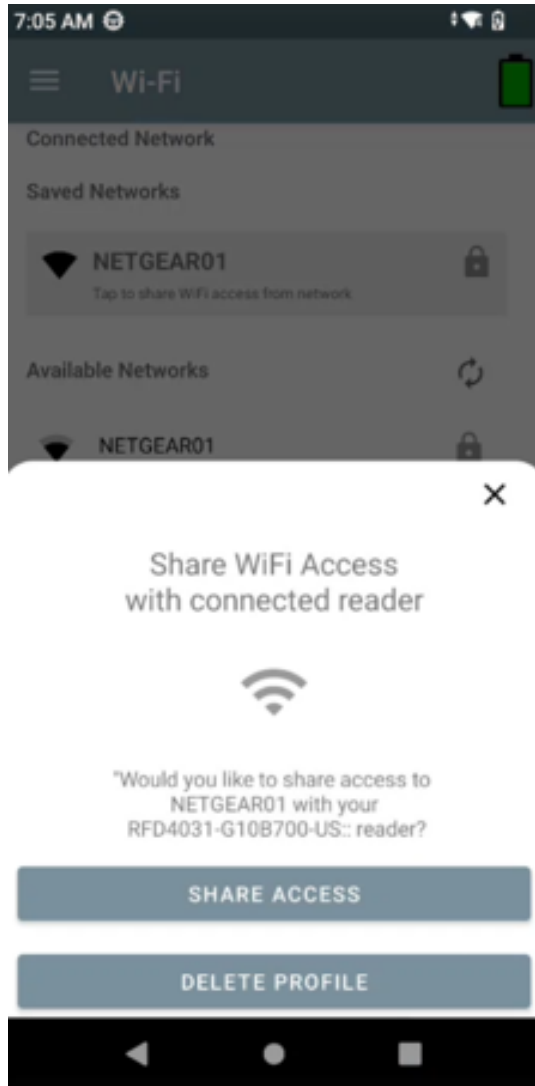 7:05 AM
Wi-Fi
Connected Network
Saved Networks
NETGEAR01
Tap to share WiFi access from network
Available Networks
NETGEAR01
Share WiFi Access
with connected reader
"Would you like to share access to
NETGEAR01 with your
RFD4031-G10B700-US:: reader?
SHARE ACCESS
DELETE PROFILE